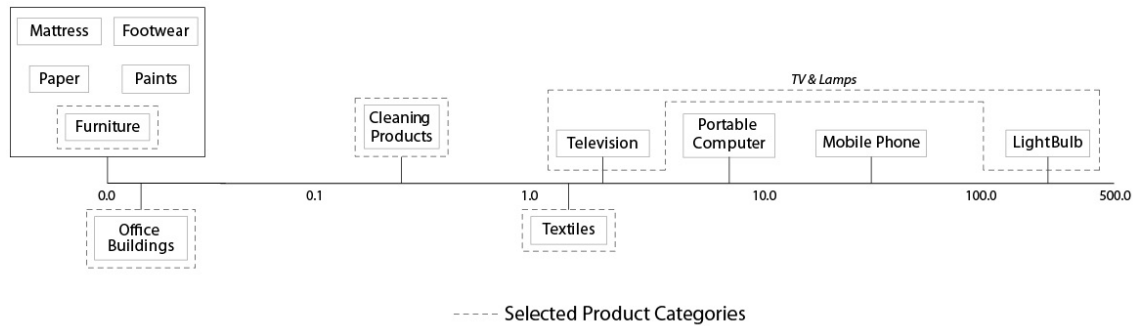 Mattress Footwear
Paper Paints
Furniture
Cleaning
Products
TV & Lamps
Television
Portable
Computer
Mobile Phone
LightBulb
0.0 0.1 1.0 10.0 100.0 500.0
Office
Buildings
Textiles
Selected Product Categories